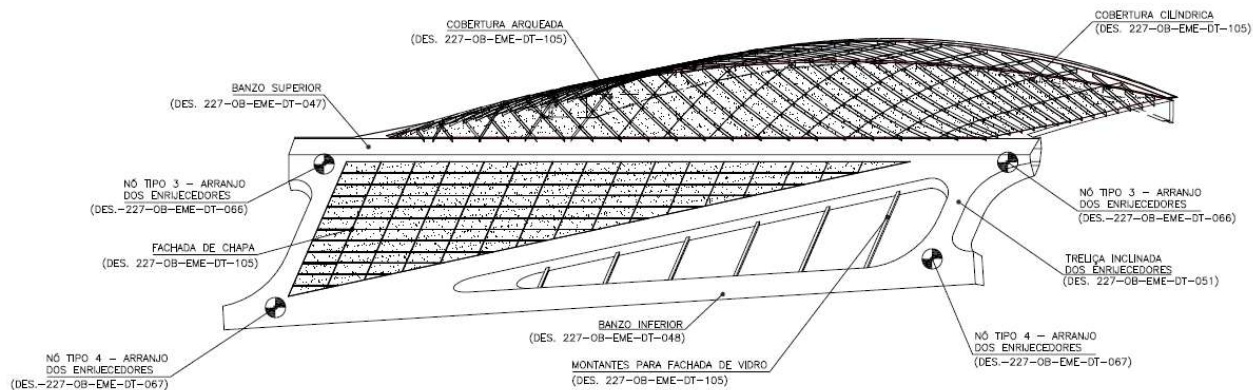 COBERTURA ARQUEADA
(DES. 227-OB-EME-DT-105)
COBERTURA CILÍNDRICA
(DES. 227-OB-EME-DT-105)
BANZO SUPERIOR
(DES. 227-OB-EME-DT-047)
NÓ TIPO 3 - ARRANJO
DOS ENRIJECEDORES
(DES.-227-OB-EME-DT-066)
FACHADA DE CHAPA
(DES. 227-OB-EME-DT-105)
NÓ TIPO 4 - ARRANJO
DOS ENRIJECEDORES
(DES.-227-OB-EME-DT-067)
BANZO INFERIOR
(DES. 227-OB-EME-DT-048)
MONTANTES PARA FACHADA DE VIDRO
(DES. 227-OB-EME-DT-105)
NÓ TIPO 3 - ARRANJO
DOS ENRIJECEDORES
(DES.-227-OB-EME-DT-066)
TRELIÇA INCLINADA
DOS ENRIJECEDORES
(DES. 227-OB-EME-DT-051)
NÓ TIPO 4 - ARRANJO
DOS ENRIJECEDORES
(DES.-227-OB-EME-DT-067)